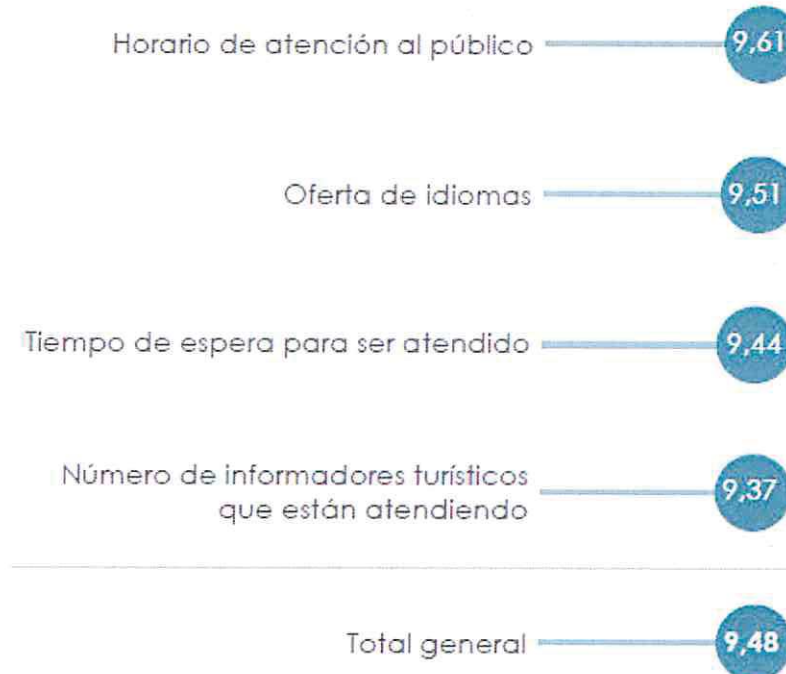 Horario de atención al público 9,61
Oferta de idiomas 9,51
Tiempo de espera para ser atendido 9,44
Número de informadores turísticos
que están atendiendo 9,37
Total general 9,48